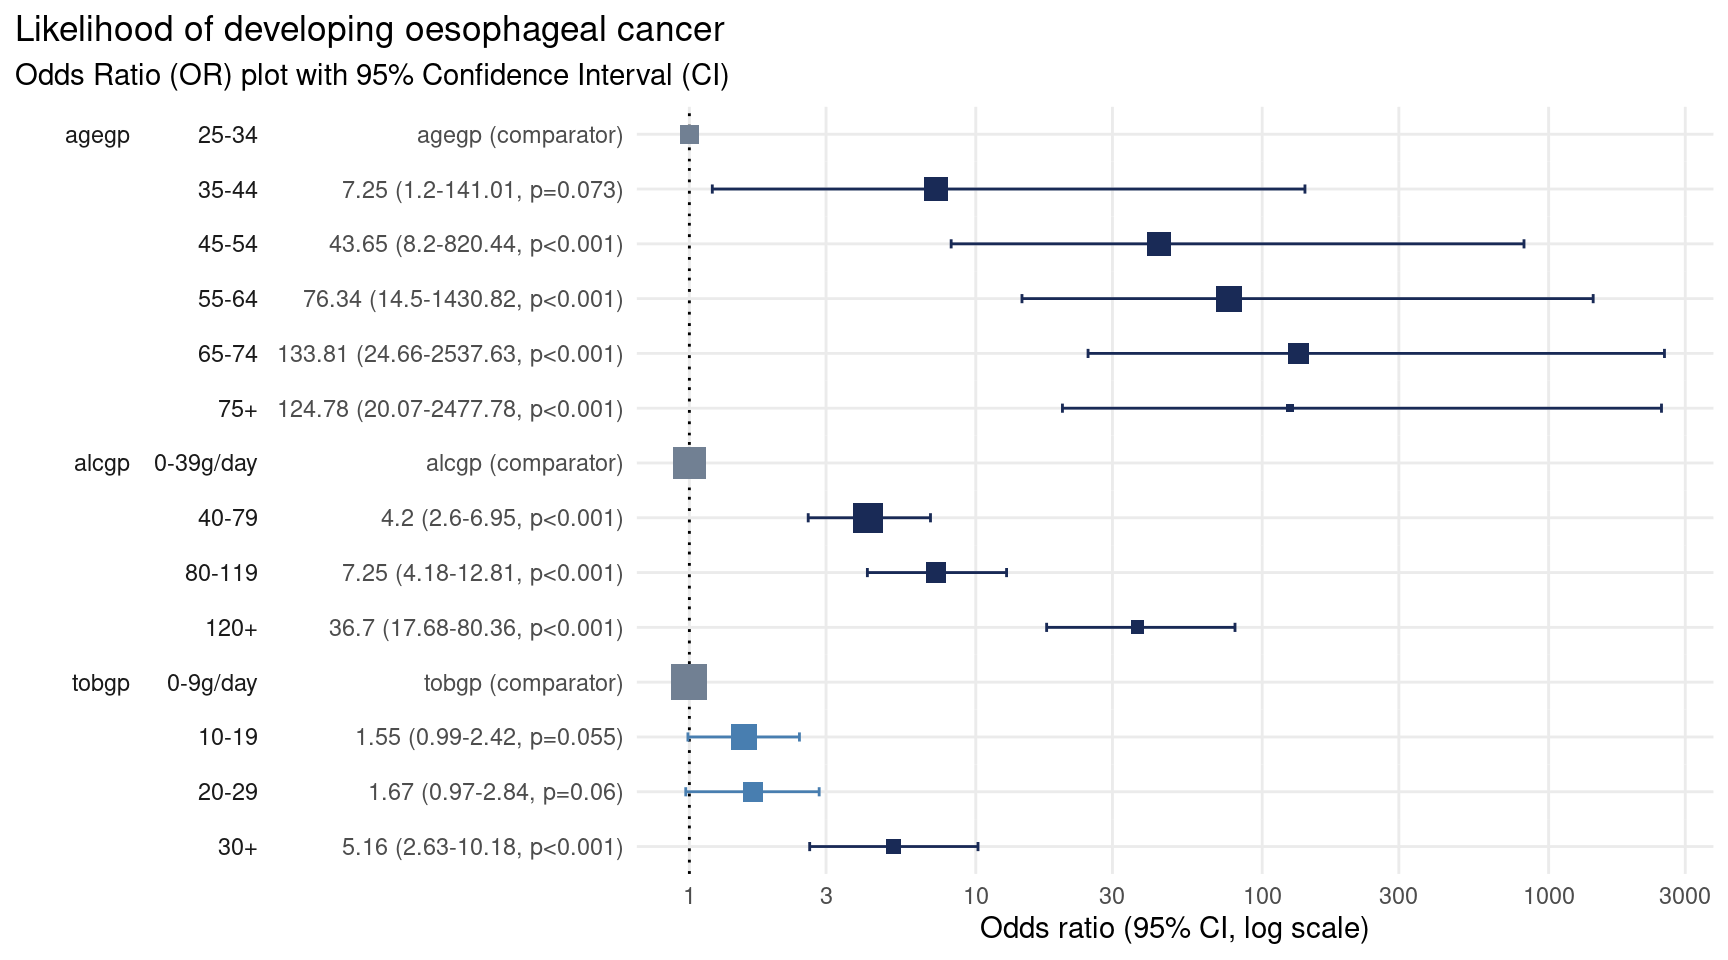 Likelihood of developing oesophageal cancer
Odds Ratio (OR) plot with 95% Confidence Interval (CI)
agegp 25-34 agegp (comparator)
35-44 7.25 (1.2-141.01, p=0.073)
45-54 43.65 (8.2-820.44, p<0.001)
55-64 76.34 (14.5-1430.82, p<0.001)
65-74 133.81 (24.66-2537.63, p<0.001)
75+ 124.78 (20.07-2477.78, p<0.001)
alcgp 0-39g/day alcgp (comparator)
40-79 4.2 (2.6-6.95, p<0.001)
80-119 7.25 (4.18-12.81, p<0.001)
120+ 36.7 (17.68-80.36, p<0.001)
tobgp 0-9g/day tobgp (comparator)
10-19 1.55 (0.99-2.42, p=0.055)
20-29 1.67 (0.97-2.84, p=0.06)
30+ 5.16 (2.63-10.18, p<0.001)
1 3 10 30 100 300 1000 3000
Odds ratio (95% CI, log scale)